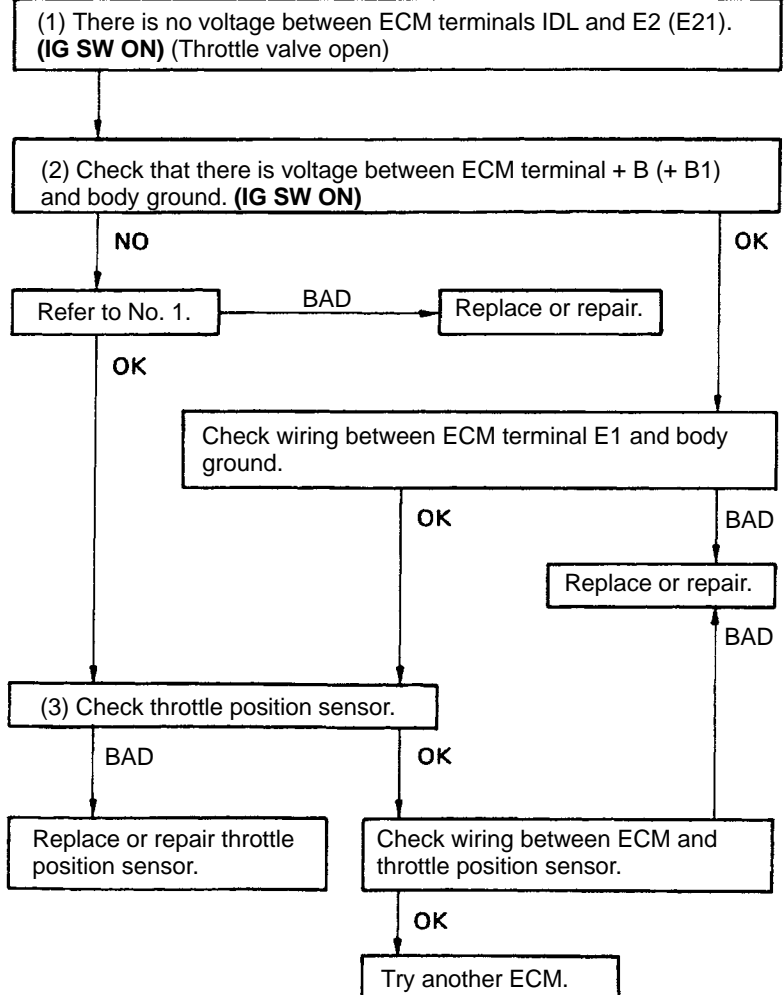 (1) There is no voltage between ECM terminals IDL and E2 (E21).
(IG SW ON) (Throttle valve open)
(2) Check that there is voltage between ECM terminal + B (+ B1)
and body ground. (IG SW ON)
NO
OK
Refer to No. 1.
BAD
Replace or repair.
OK
Check wiring between ECM terminal E1 and body
ground.
OK
BAD
Replace or repair.
BAD
(3) Check throttle position sensor.
BAD
OK
Replace or repair throttle
position sensor.
Check wiring between ECM and
throttle position sensor.
OK
Try another ECM.